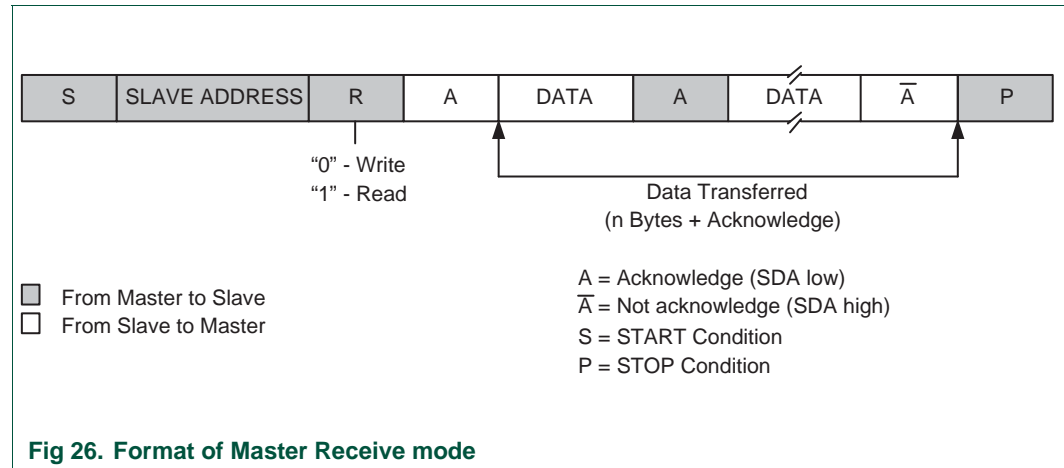 S SLAVE ADDRESS R A DATA A DATA A̅ P
“0” - Write
“1” - Read
Data Transferred
(n Bytes + Acknowledge)
From Master to Slave
From Slave to Master
A = Acknowledge (SDA low)
A̅ = Not acknowledge (SDA high)
S = START Condition
P = STOP Condition
Fig 26. Format of Master Receive mode